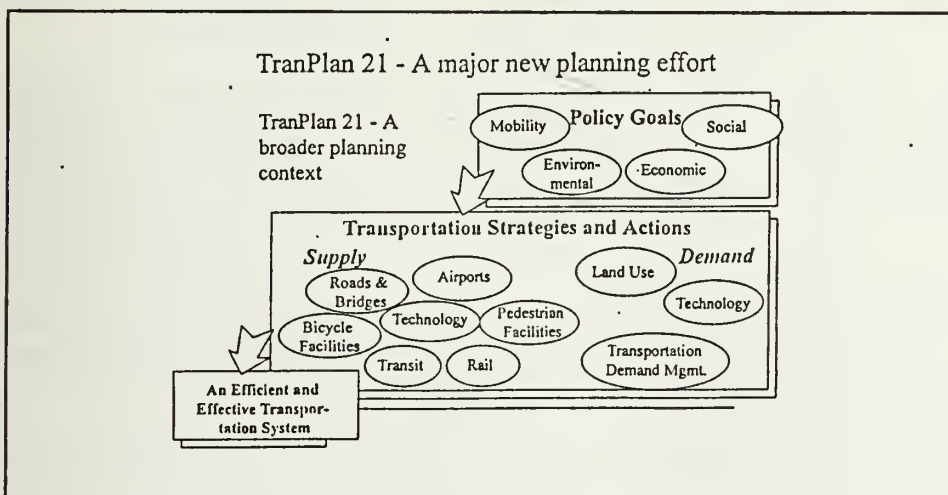 TranPlan 21 - A major new planning effort
TranPlan 21 - A
broader planning
context
Policy Goals
Mobility
Social
Environ-
mental
Economic
Transportation Strategies and Actions
Supply
Demand
Roads &
Bridges
Airports
Land Use
Technology
Bicycle
Facilities
Technology
Pedestrian
Facilities
Transit
Rail
Transportation
Demand Mgmt.
An Efficient and
Effective Transpor-
tation System